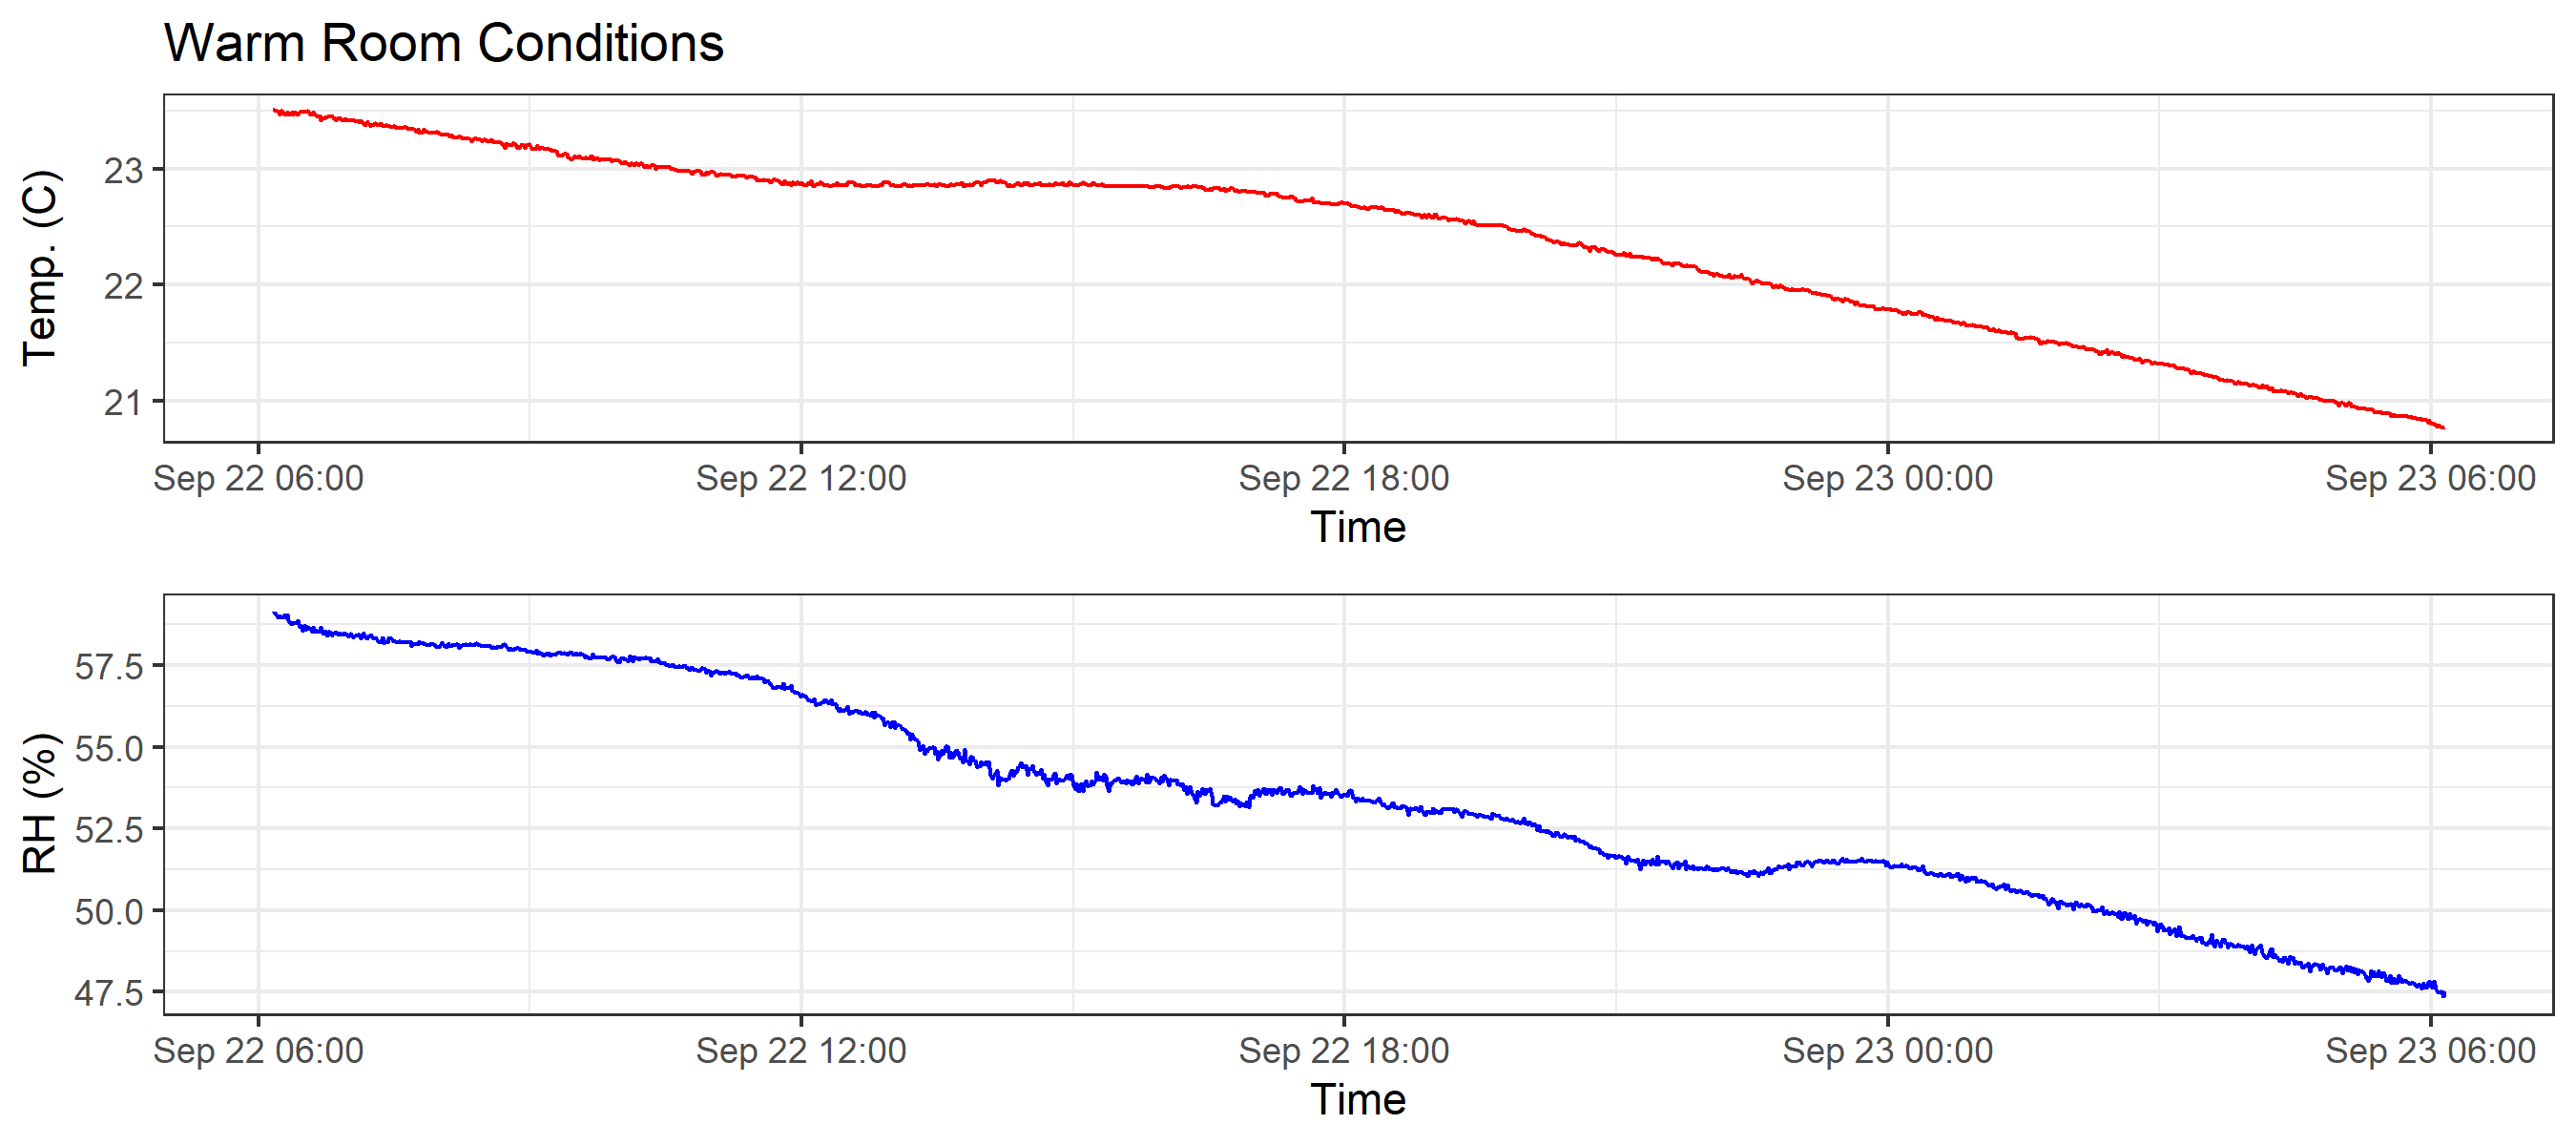 Warm Room Conditions
Temp. (C)
23
22
21
Sep 22 06:00 Sep 22 12:00 Sep 22 18:00 Sep 23 00:00 Sep 23 06:00
Time
RH (%)
57.5
55.0
52.5
50.0
47.5
Sep 22 06:00 Sep 22 12:00 Sep 22 18:00 Sep 23 00:00 Sep 23 06:00
Time